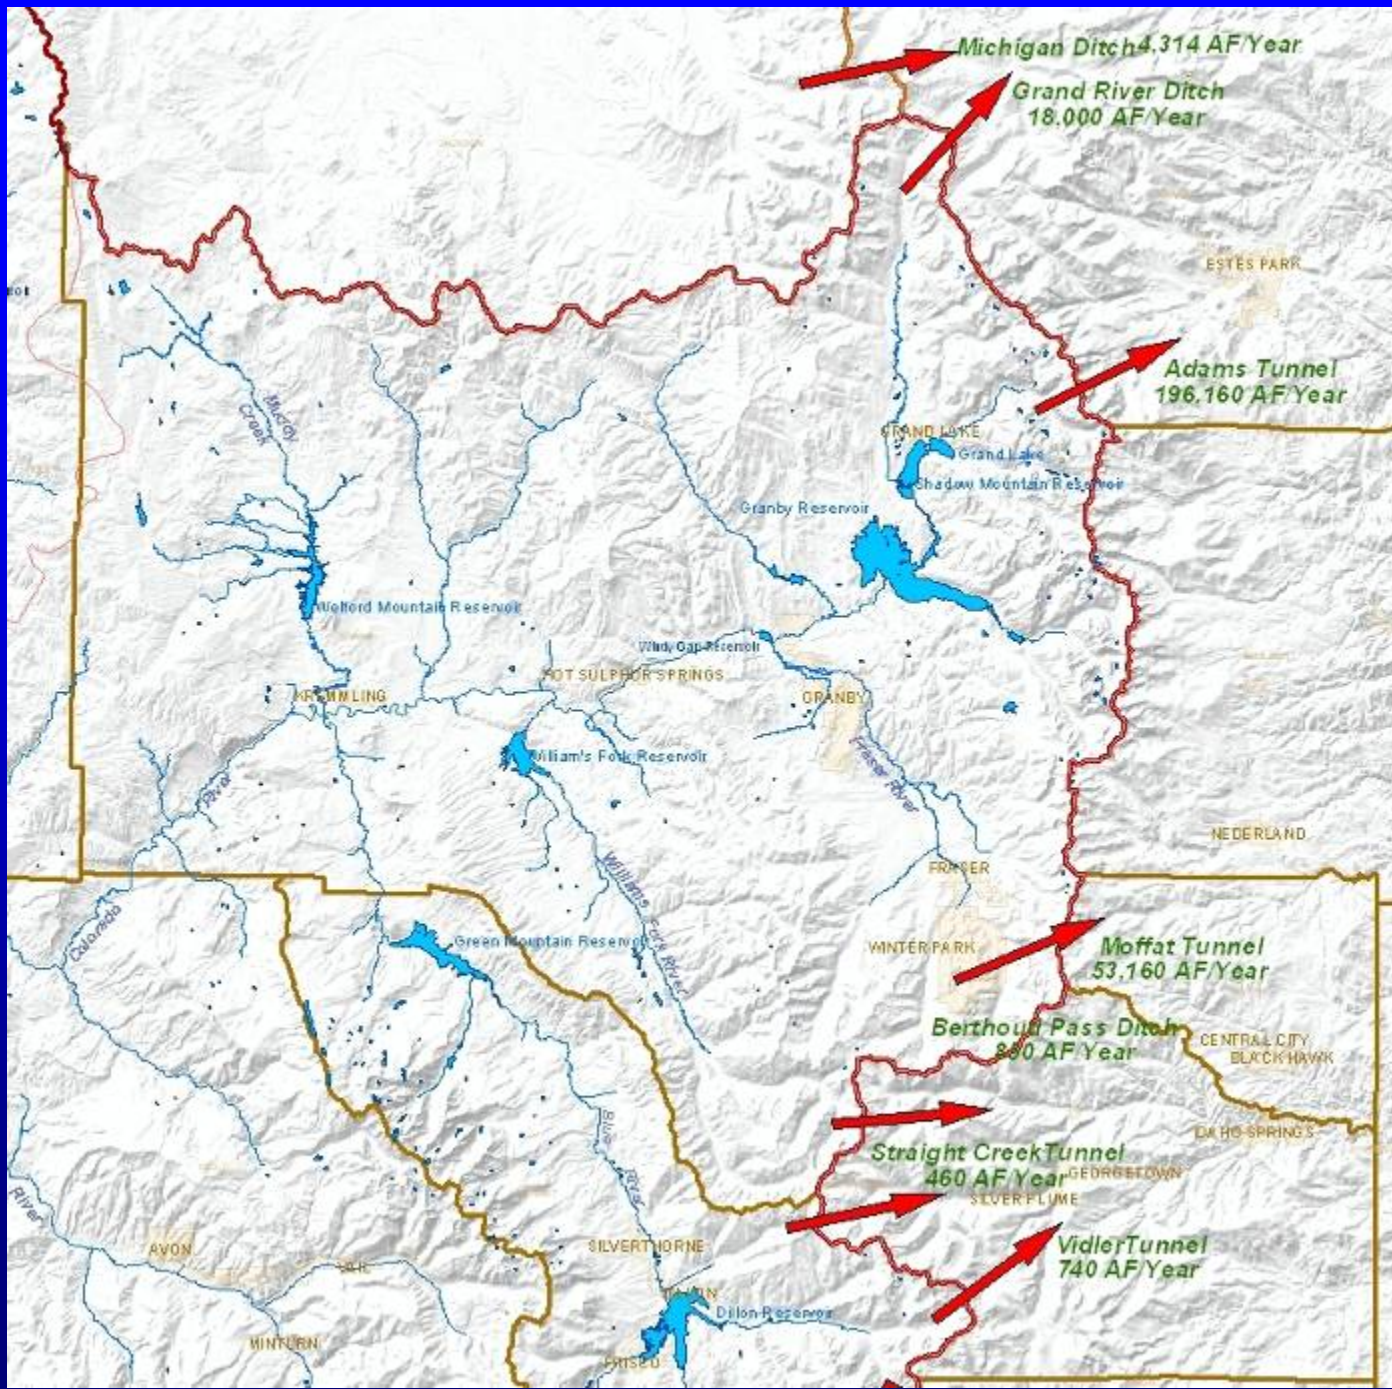 Michigan Ditch 4,314 AF/Year
Grand River Ditch
18,000 AF/Year
ESTES PARK
Adams Tunnel
196,160 AF/Year
Muddy
Creek
GRAND LAKE
Grand Lake
Shadow Mountain Reservoir
Granby Reservoir
Wolford Mountain Reservoir
Windy Gap Reservoir
HOT SULPHUR SPRINGS
KREMMLING
GRANBY
William's Fork Reservoir
Fraser River
River
NEDERLAND
FRASER
Williams Fork River
Colorado
Green Mountain Reservoir
WINTER PARK
Moffat Tunnel
53,160 AF/Year
Berthoud Pass Ditch
AF/Year
CENTRAL CITY
BLACK HAWK
IDAHO SPRINGS
Blue
River
Straight Creek Tunnel
460 AF/Year
GEORGETOWN
SILVER PLUME
River
AVON
VAIL
SILVERTHORNE
Vidler Tunnel
740 AF/Year
DILLON
Dillon Reservoir
MINTURN
FRISCO